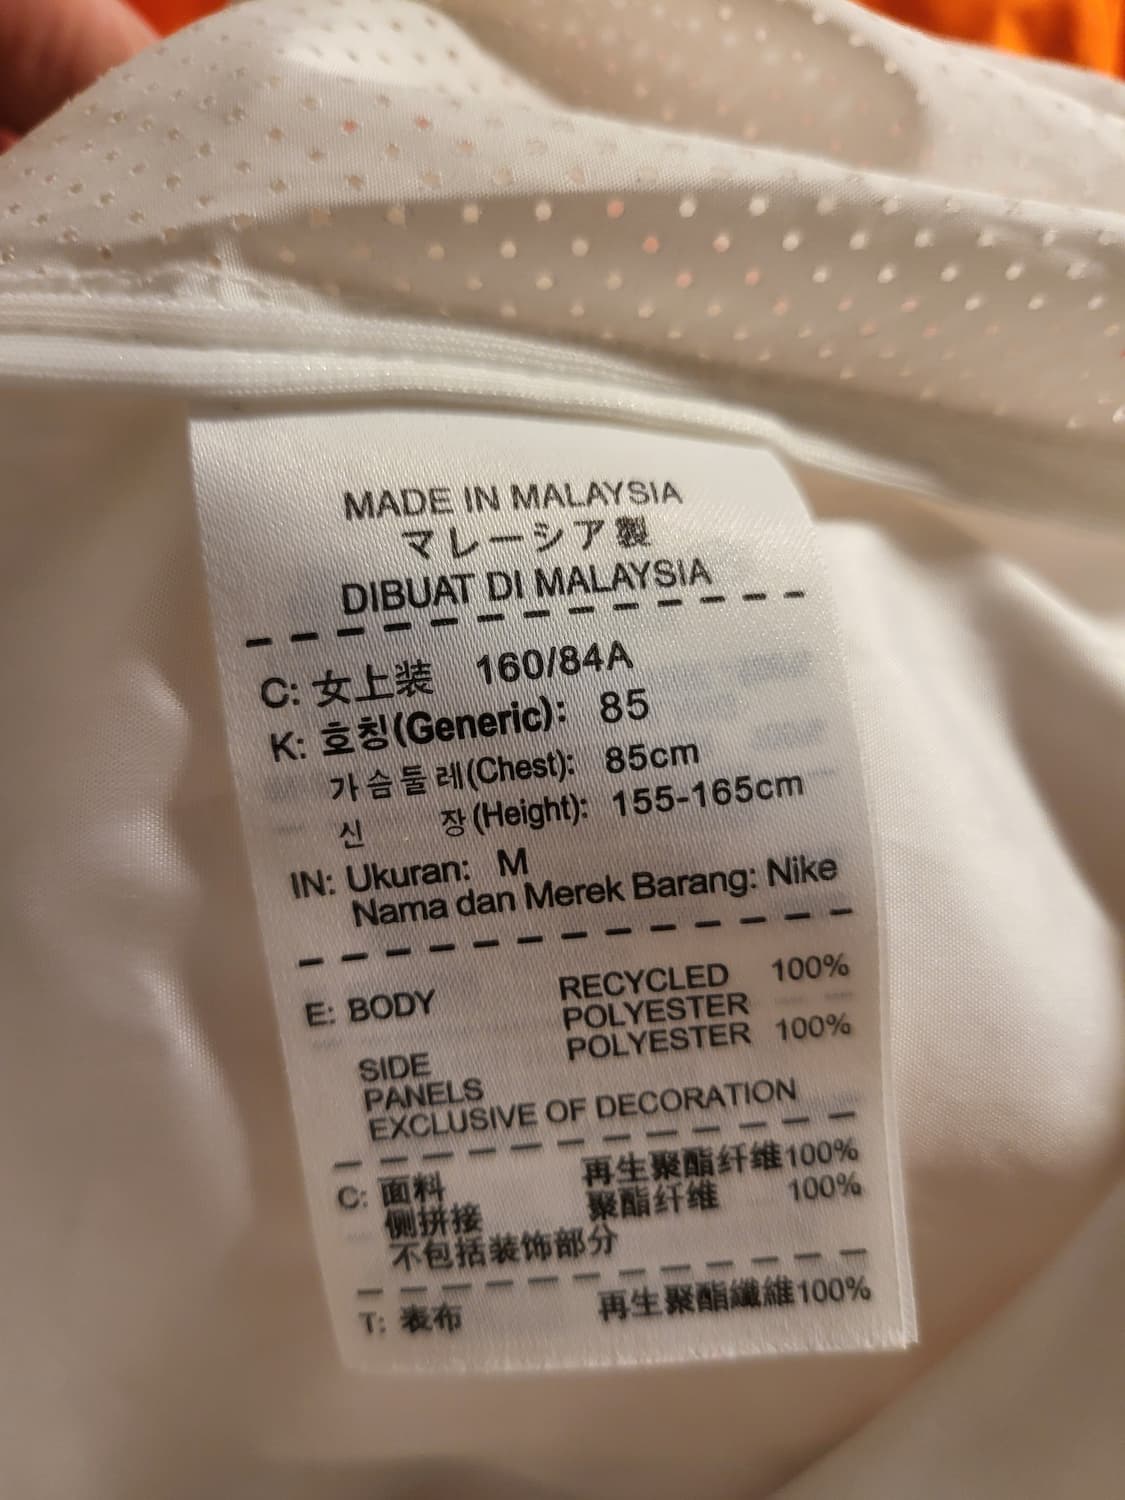 MADE IN MALAYSIA
マレーシア製
DIBUAT DI MALAYSIA
C: 女上装 160/84A
K: 호칭(Generic): 85
가슴둘레(Chest): 85cm
신 장(Height): 155-165cm
IN: Ukuran: M
Nama dan Merek Barang: Nike
E: BODY RECYCLED 100%
POLYESTER
POLYESTER 100%
SIDE
PANELS
EXCLUSIVE OF DECORATION
C: 面料 再生聚酯纤维100%
侧拼接 聚酯纤维 100%
不包括装饰部分
T: 表布 再生聚酯纖維100%